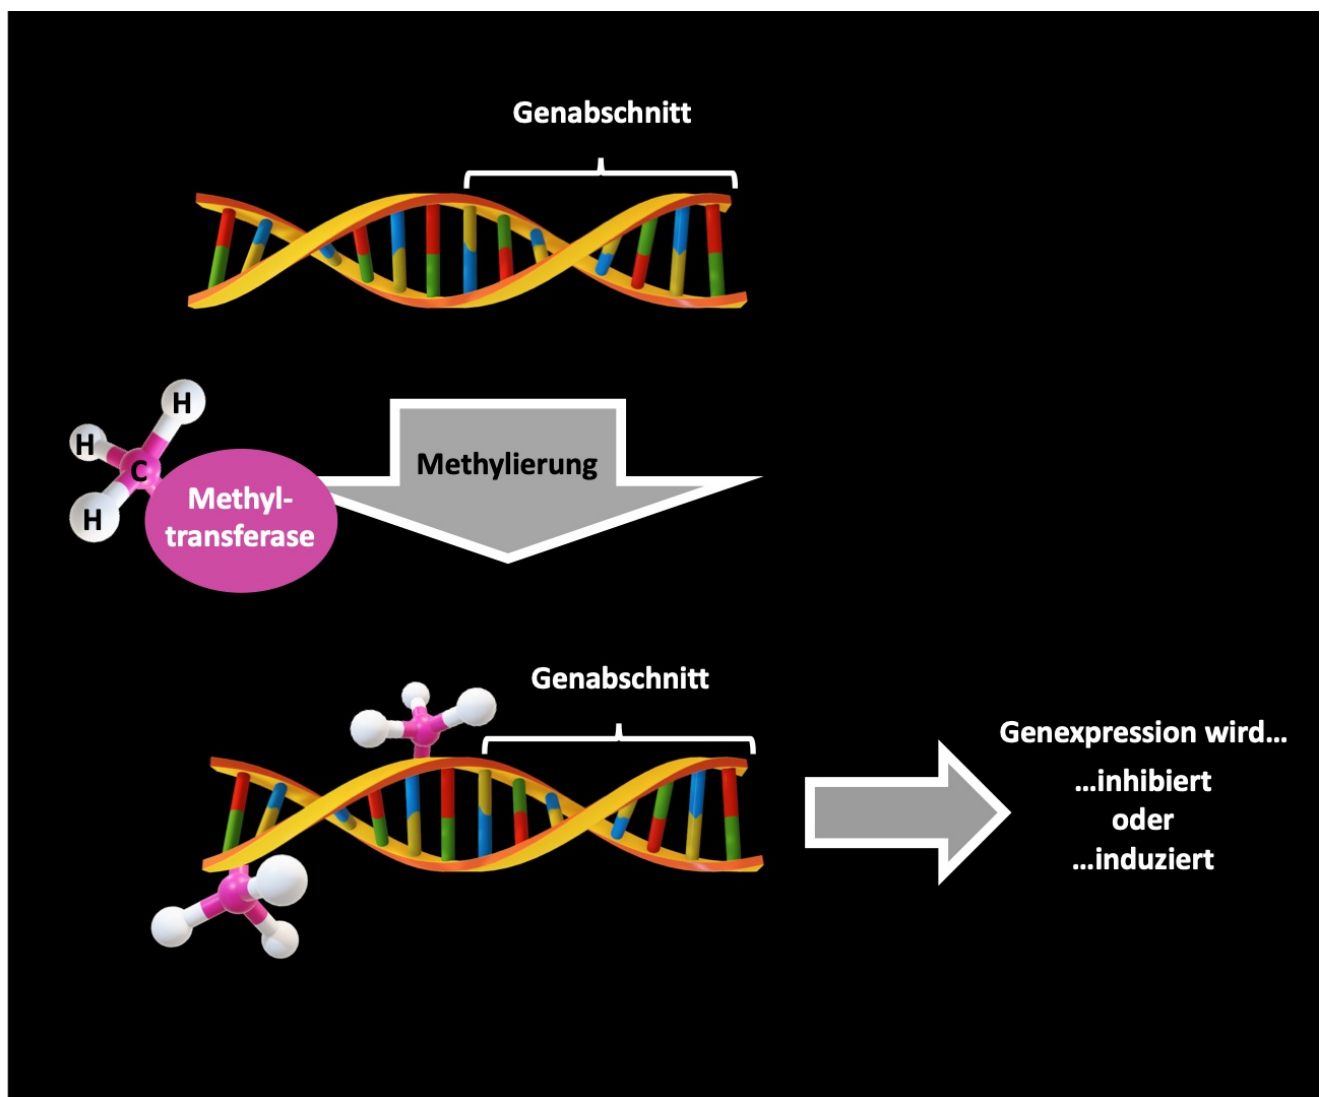 Genabschnitt
H
H
C
H
Methyl-
transferase
Methylierung
Genabschnitt
Genexpression wird...
...inhibiert
oder
...induziert